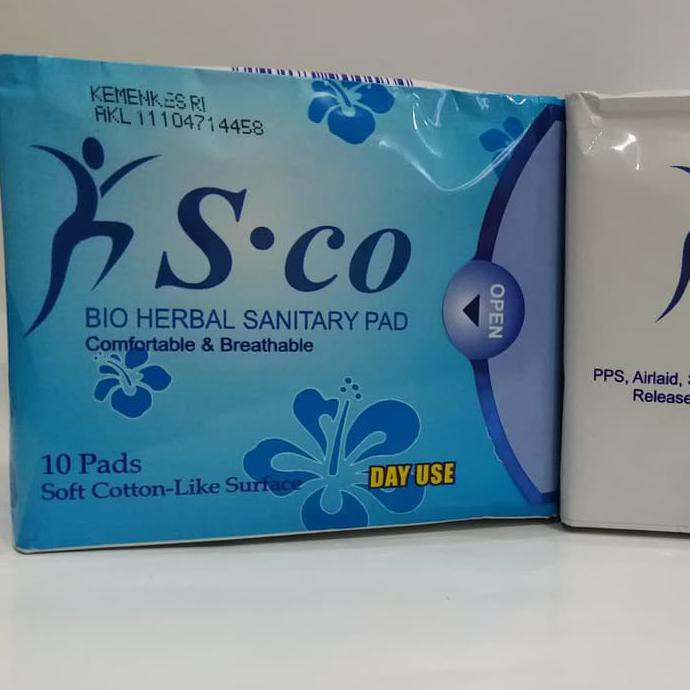 KEMENKES RI
AKL 11104714458
S·co
BIO HERBAL SANITARY PAD
Comfortable & Breathable
OPEN
10 Pads
Soft Cotton-Like Surface
DAY USE
PPS, Airlaid,
Release